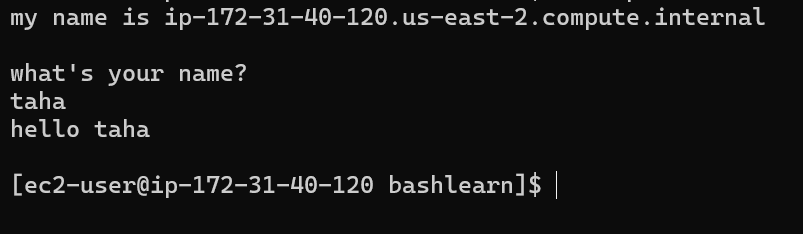 my name is ip-172-31-40-120.us-east-2.compute.internal
what's your name?
taha
hello taha
[ec2-user@ip-172-31-40-120 bashlearn]$